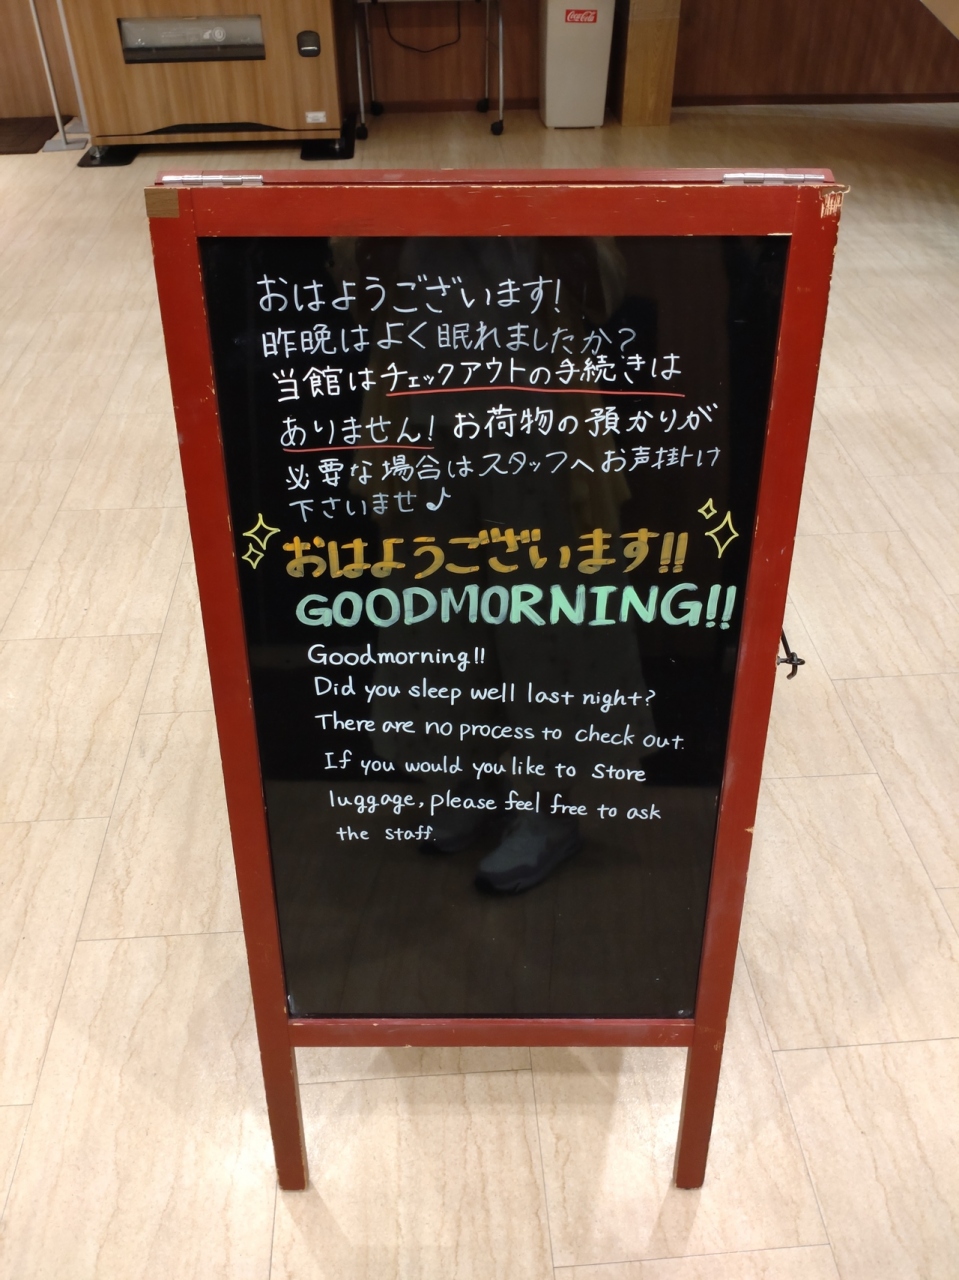 Coca-Cola
おはようございます!
昨晩はよく眠れましたか?
当館はチェックアウトの手続きは
ありません! お荷物の預かりが
必要な場合はスタッフへお声掛け
下さいませ♪
おはようございます!!
GOODMORNING!!
Goodmorning!!
Did you sleep well last night?
There are no process to check out.
If you would you like to store
luggage, please feel free to ask
the staff.